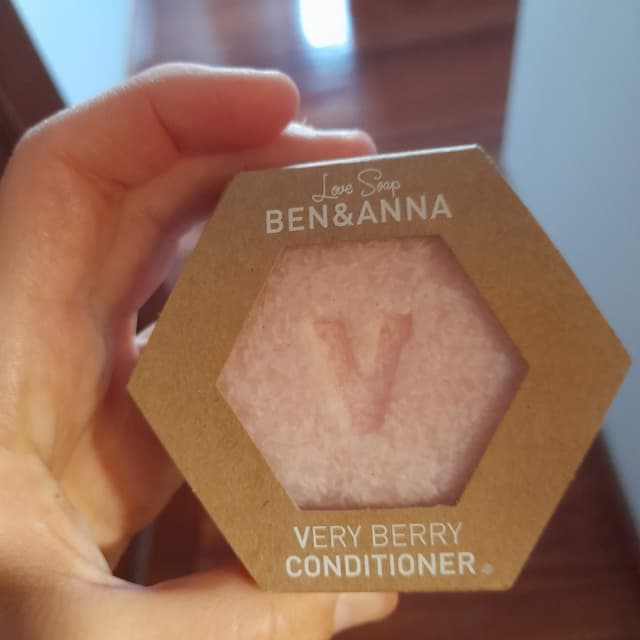 Love Soap
BEN&ANNA
V
VERY BERRY
CONDITIONER